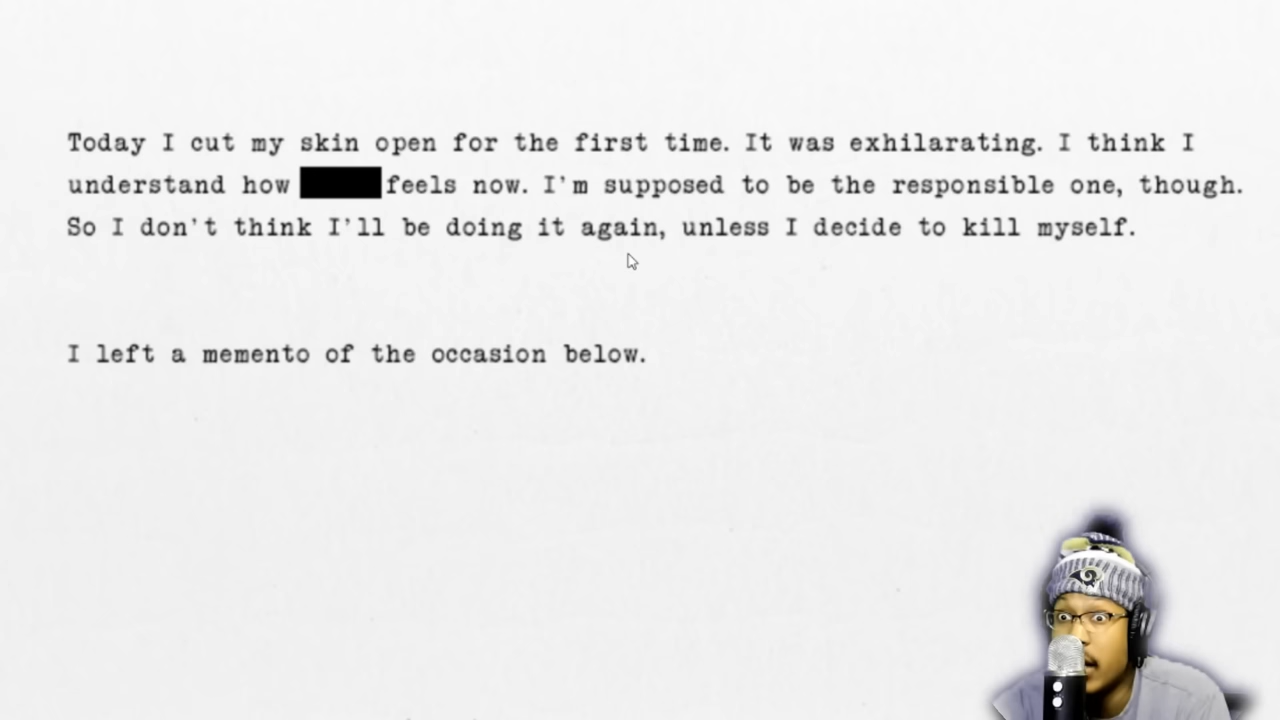 Today I cut my skin open for the first time. It was exhilarating. I think I
understand how feels now. I'm supposed to be the responsible one, though.
So I don't think I'll be doing it again, unless I decide to kill myself.
I left a memento of the occasion below.